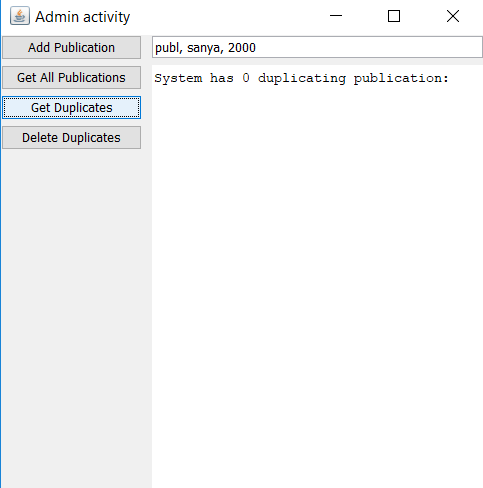 Admin activity
Add Publication
publ, sanya, 2000
Get All Publications
System has 0 duplicating publication:
Get Duplicates
Delete Duplicates